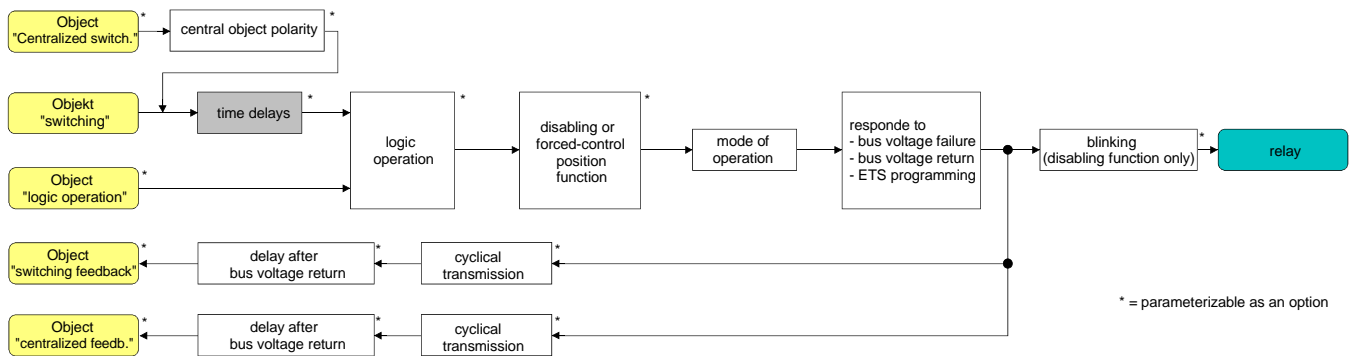 Object
"Centralized switch."
*
central object polarity
*
Objekt
"switching"
time delays
*
Object
"logic operation"
*
logic
operation
*
disabling or
forced-control
position
function
*
mode of
operation
responde to
- bus voltage failure
- bus voltage return
- ETS programming
blinking
(disabling function only)
*
relay
Object
"switching feedback"
*
delay after
bus voltage return
*
cyclical
transmission
*
Object
"centralized feedb."
*
delay after
bus voltage return
*
cyclical
transmission
*
* = parameterizable as an option